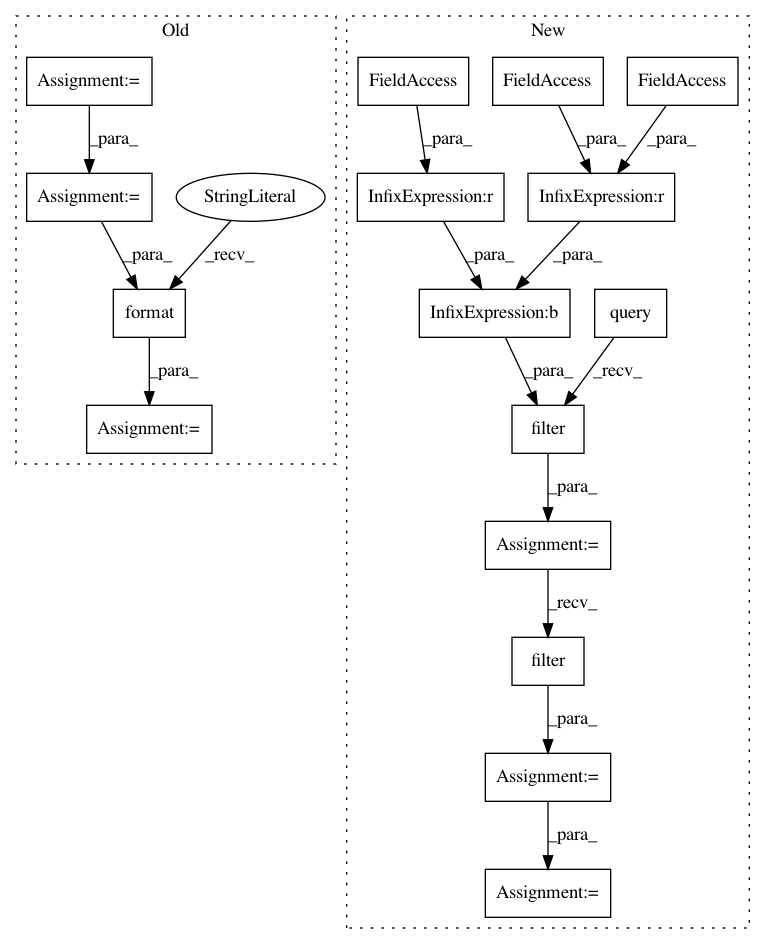 Old
New
Assignment:=
FieldAccess
FieldAccess
FieldAccess
_para_
_para_
_para_
_para_
Assignment:=
StringLiteral
InfixExpression:r
InfixExpression:r
_para_
_recv_
_para_
_para_
format
InfixExpression:b
query
_para_
_para_
_recv_
Assignment:=
filter
_para_
Assignment:=
_recv_
filter
_para_
Assignment:=
_para_
Assignment:=